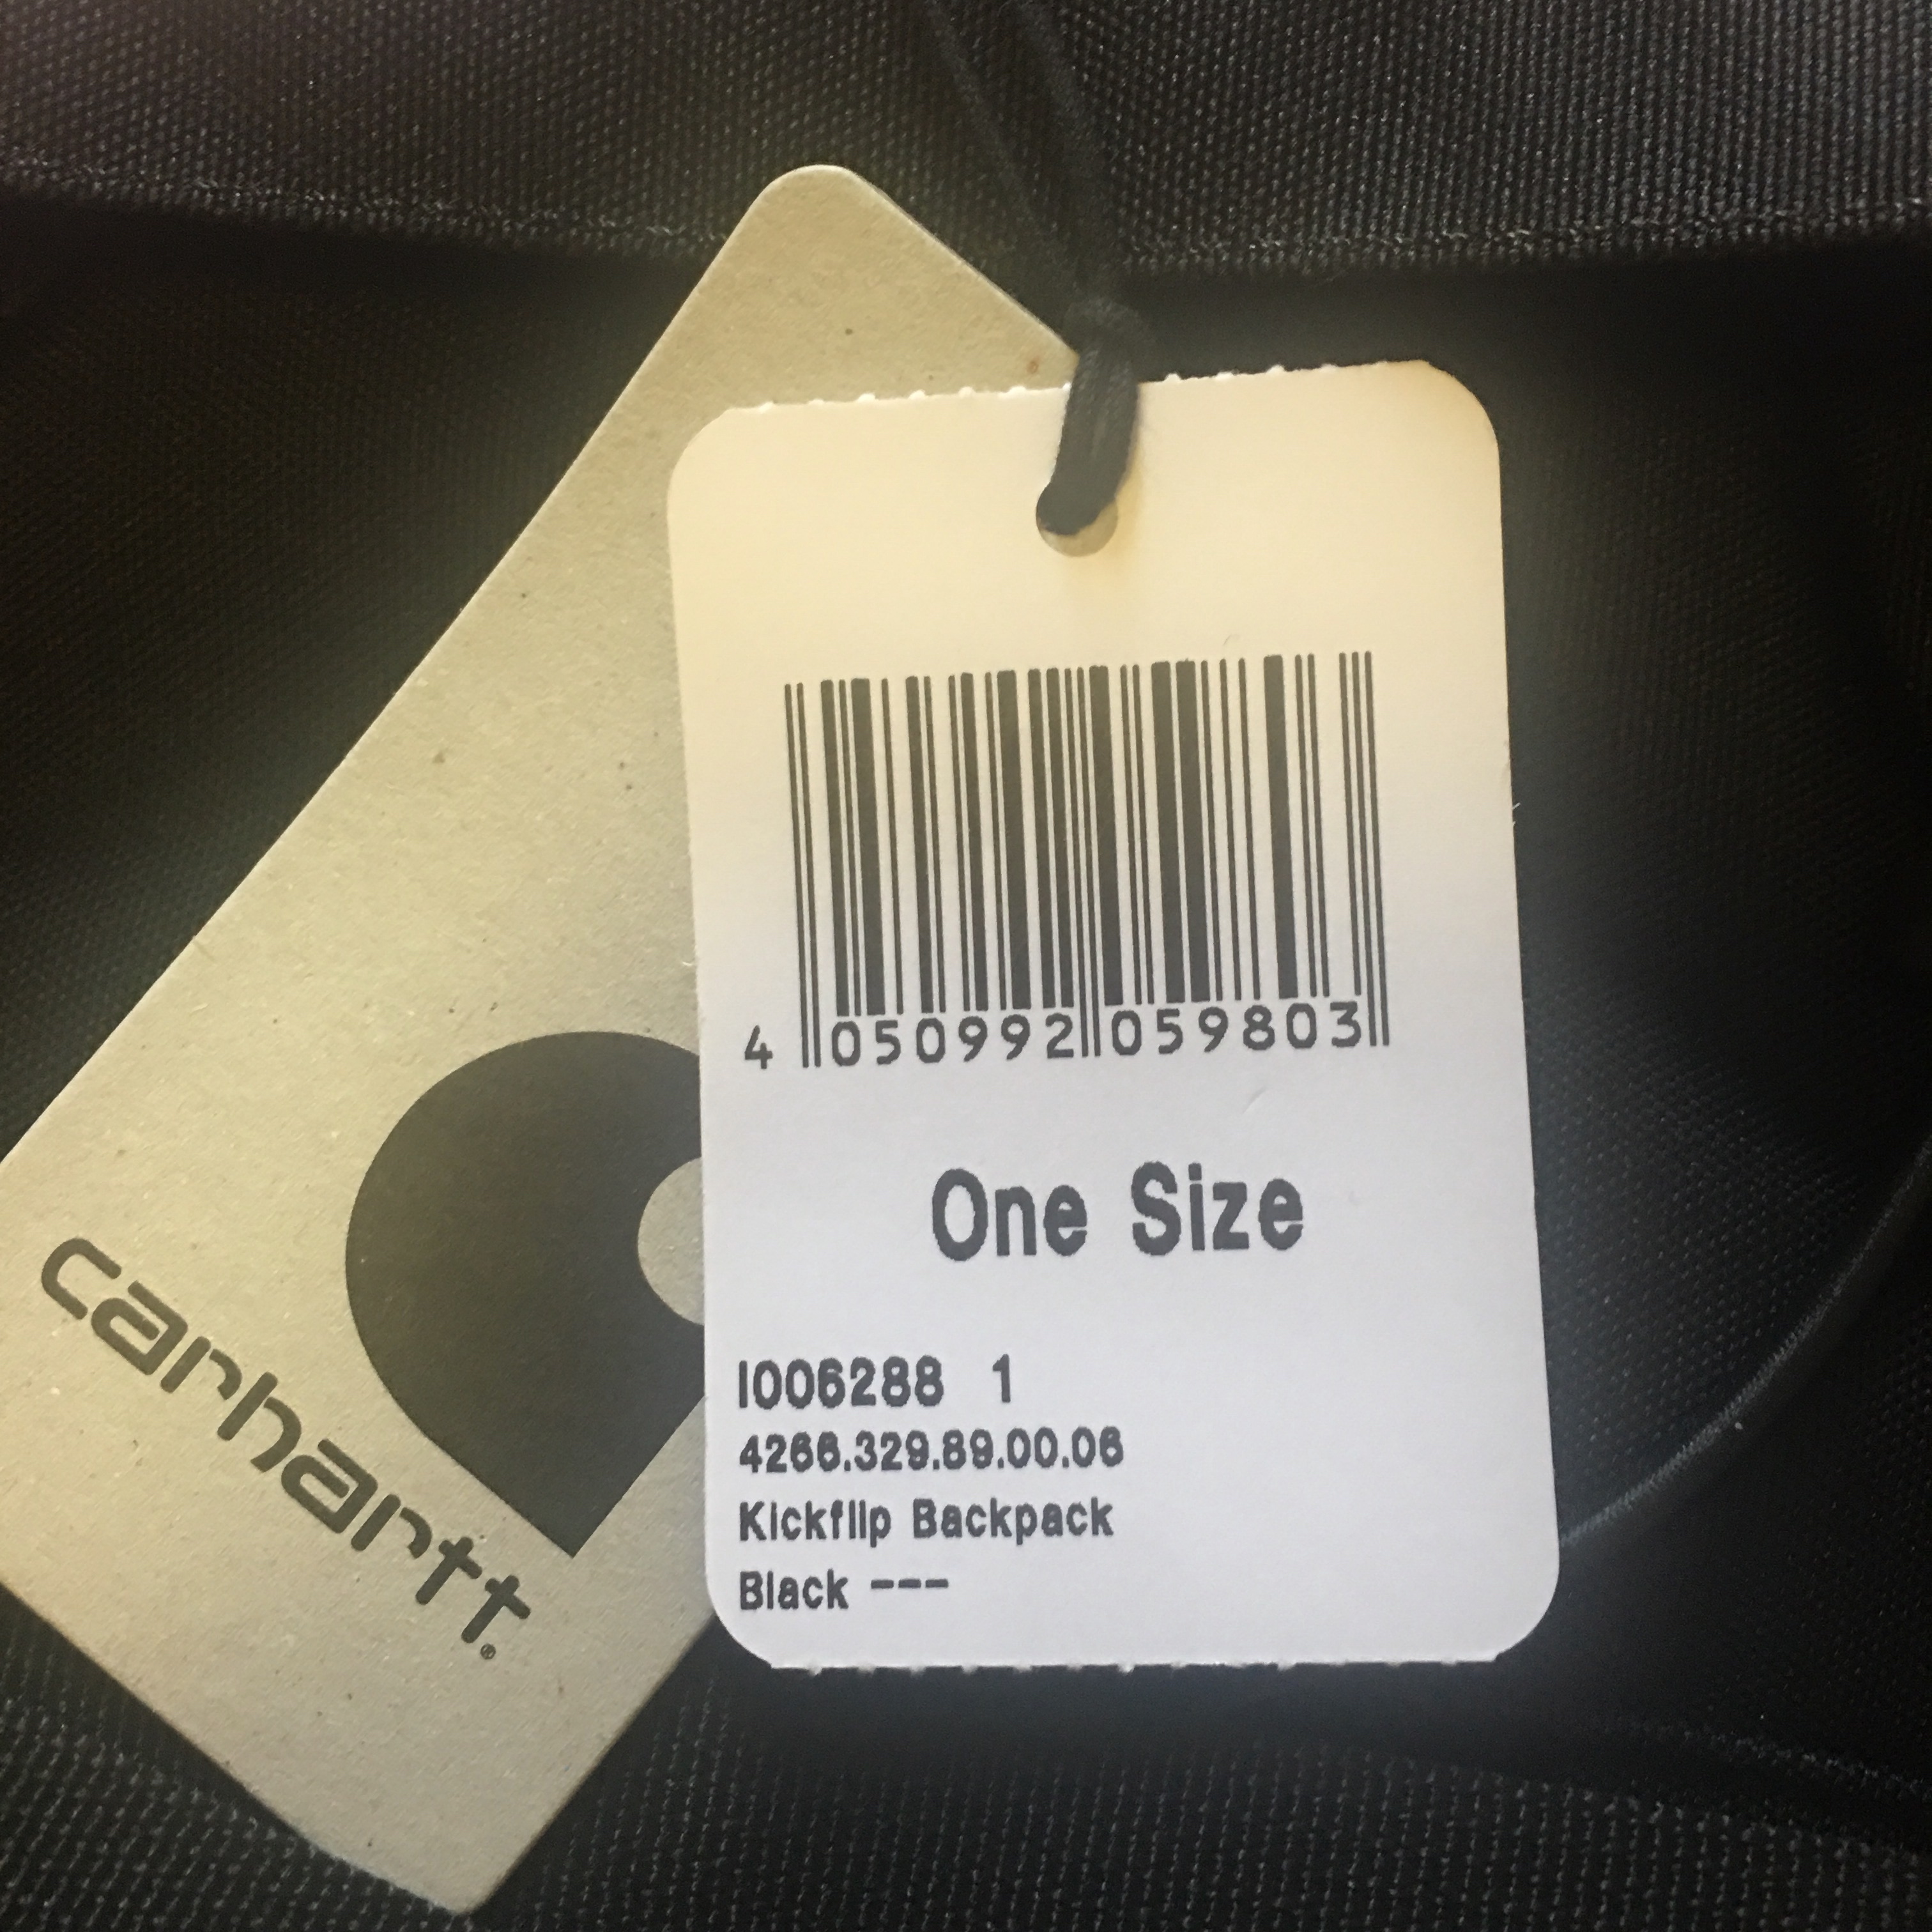 4 050992 059803
One Size
I006288 1
4266.329.89.00.06
Kickflip Backpack
Black ---
carhartt®